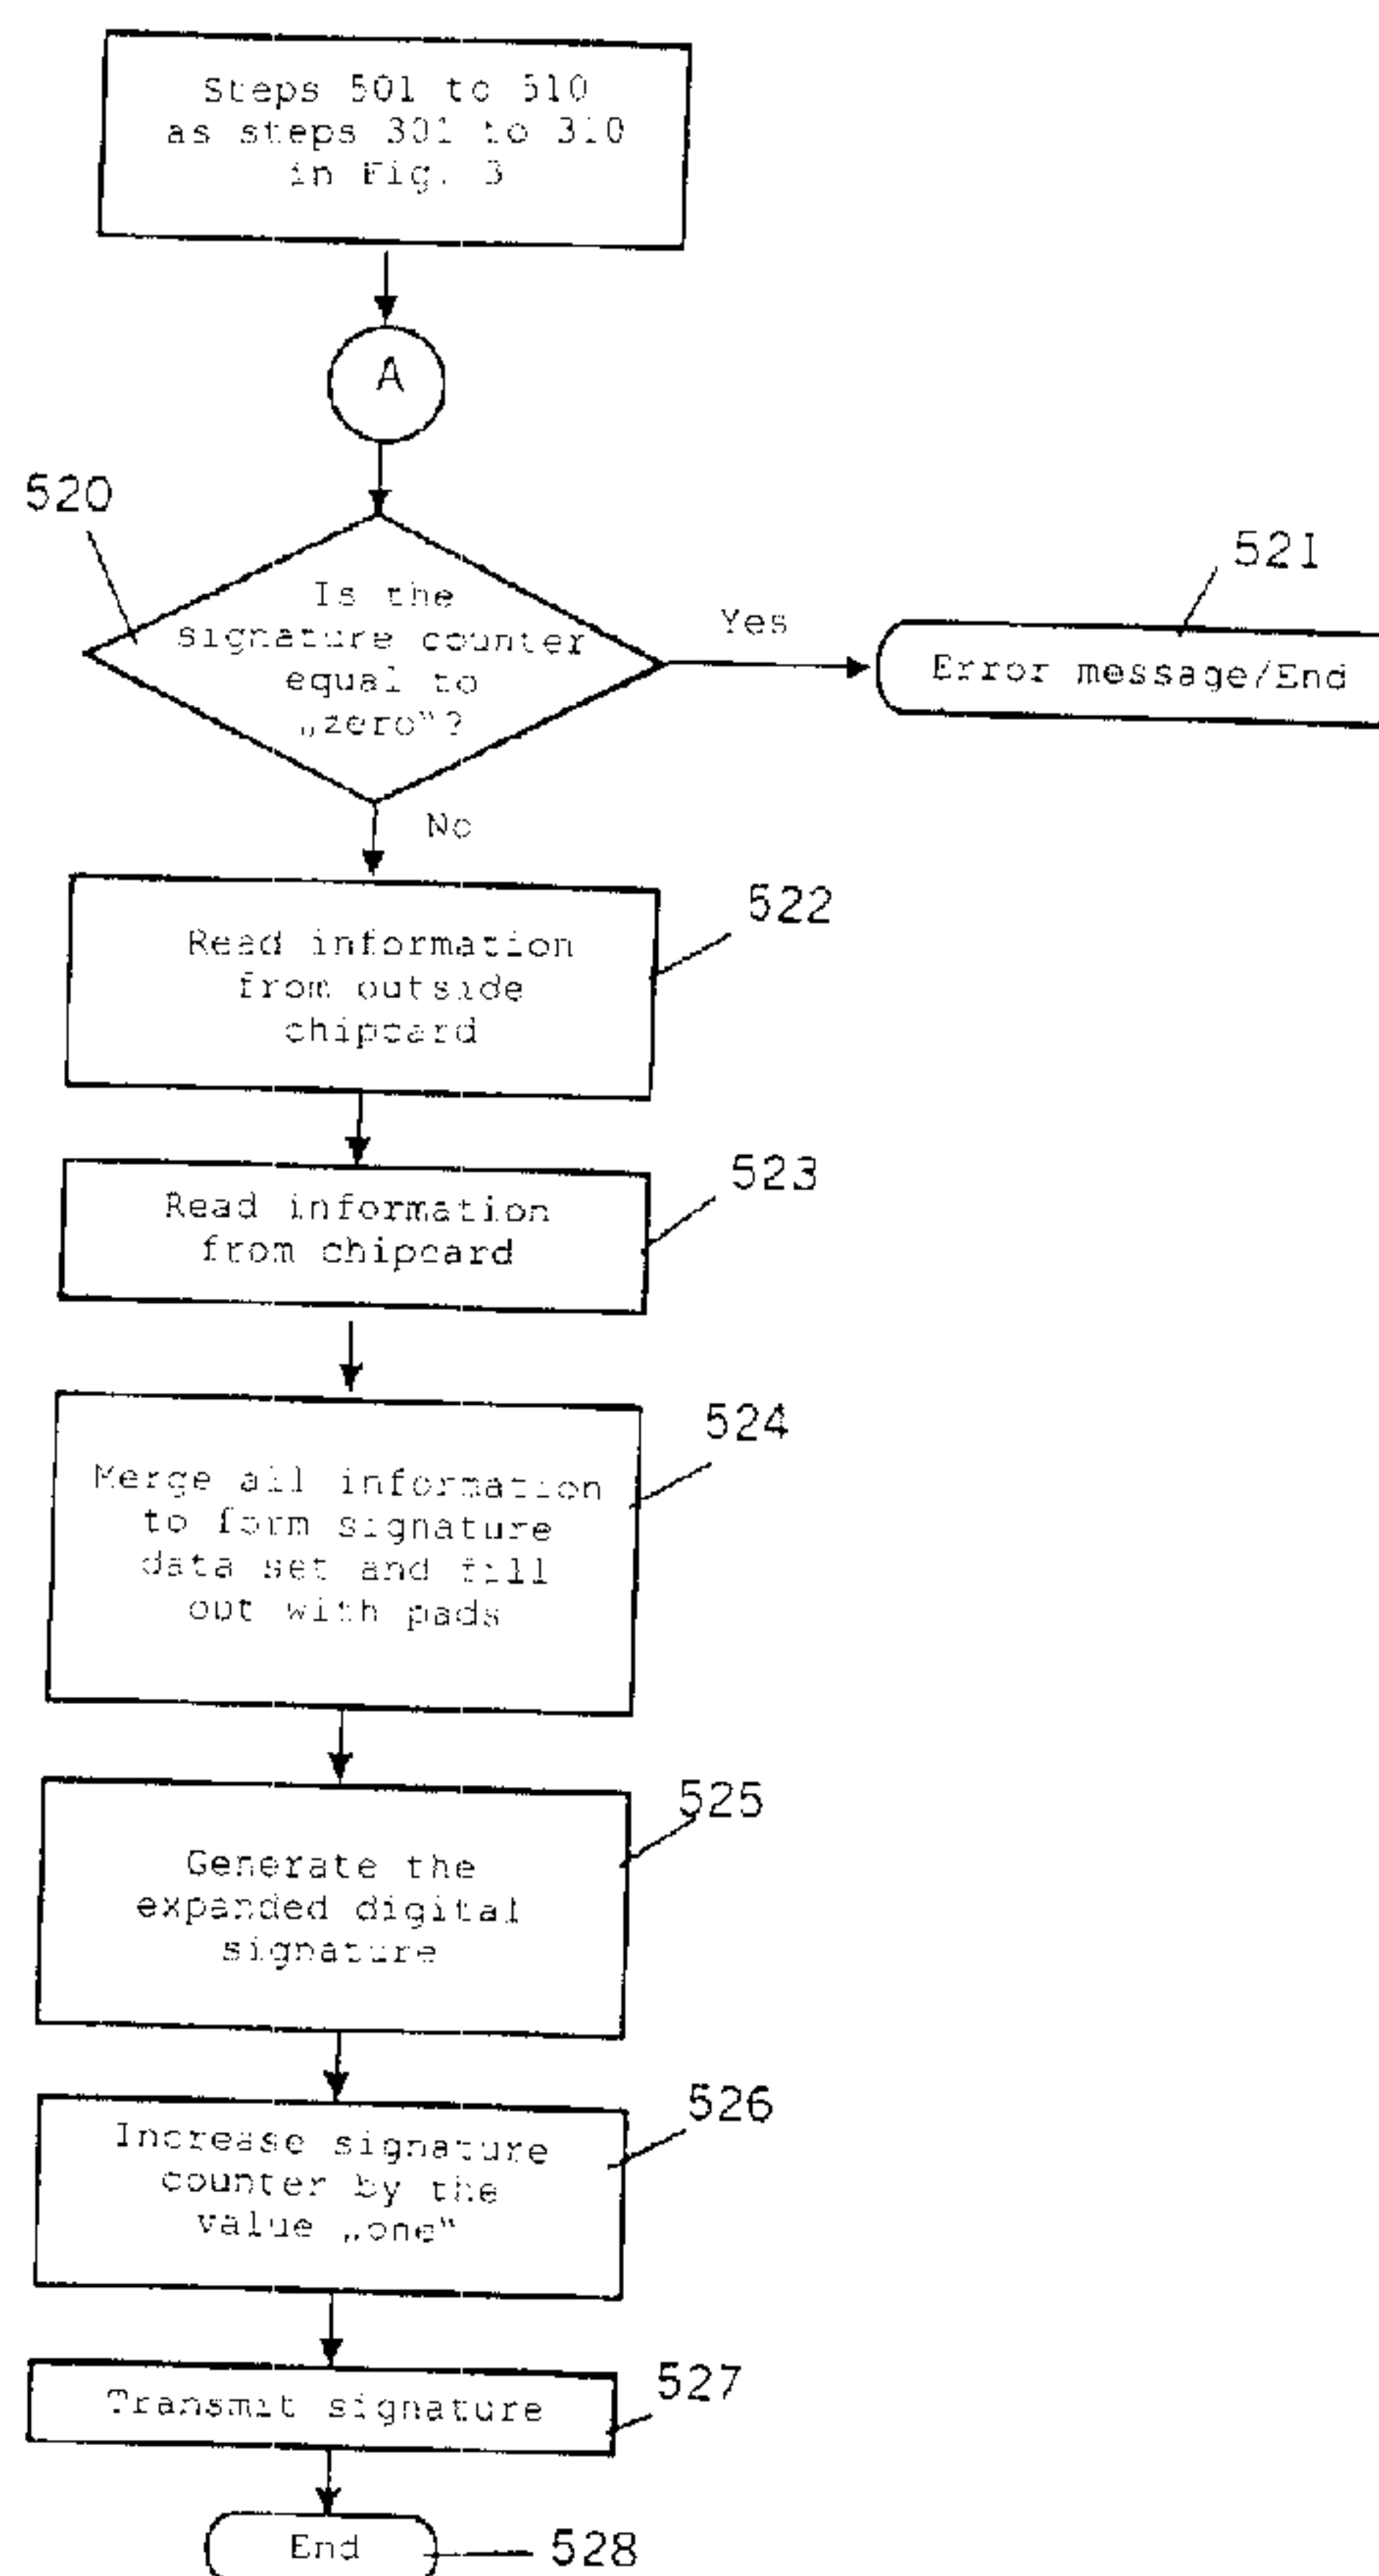 Steps 501 to 510
as steps 301 to 310
in Fig. 3
A
520
Is the
signature counter
equal to
„zero“?
Yes
521
Error message/End
No
522
Read information
from outside
chipcard
523
Read information
from chipcard
524
Merge all information
to form signature
data set and fill
out with pads
525
Generate the
expanded digital
signature
526
Increase signature
counter by the
value „one“
527
Transmit signature
End
528